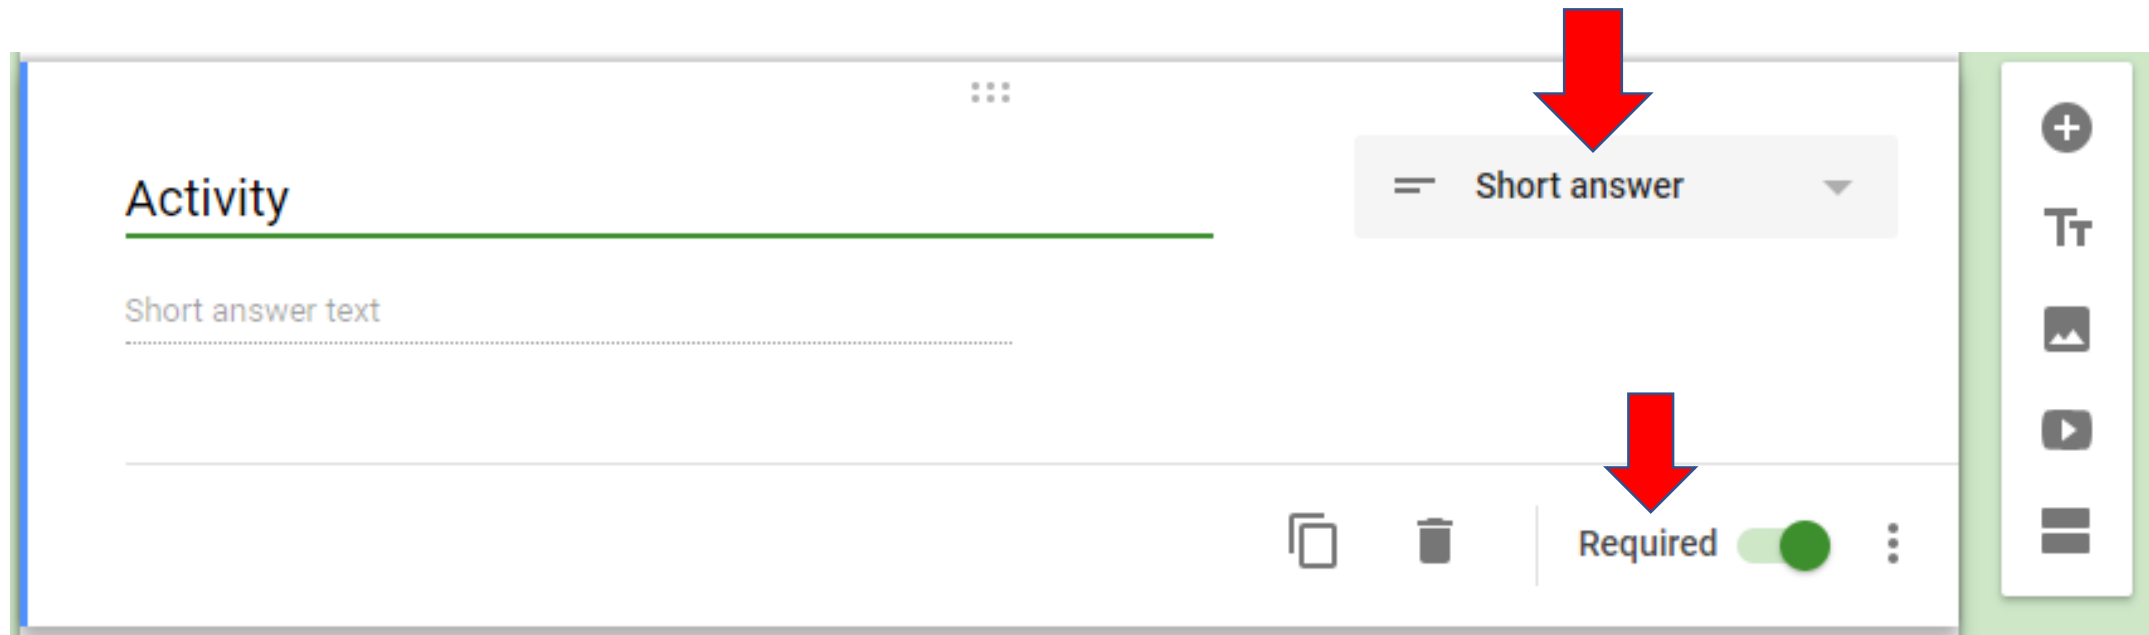 Activity
Short answer
Short answer text
Required